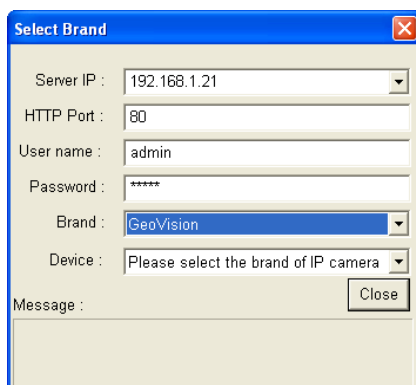 Select Brand
Server IP : 192.168.1.21
HTTP Port : 80
User name : admin
Password : *****
Brand : GeoVision
Device : Please select the brand of IP camera
Close
Message :